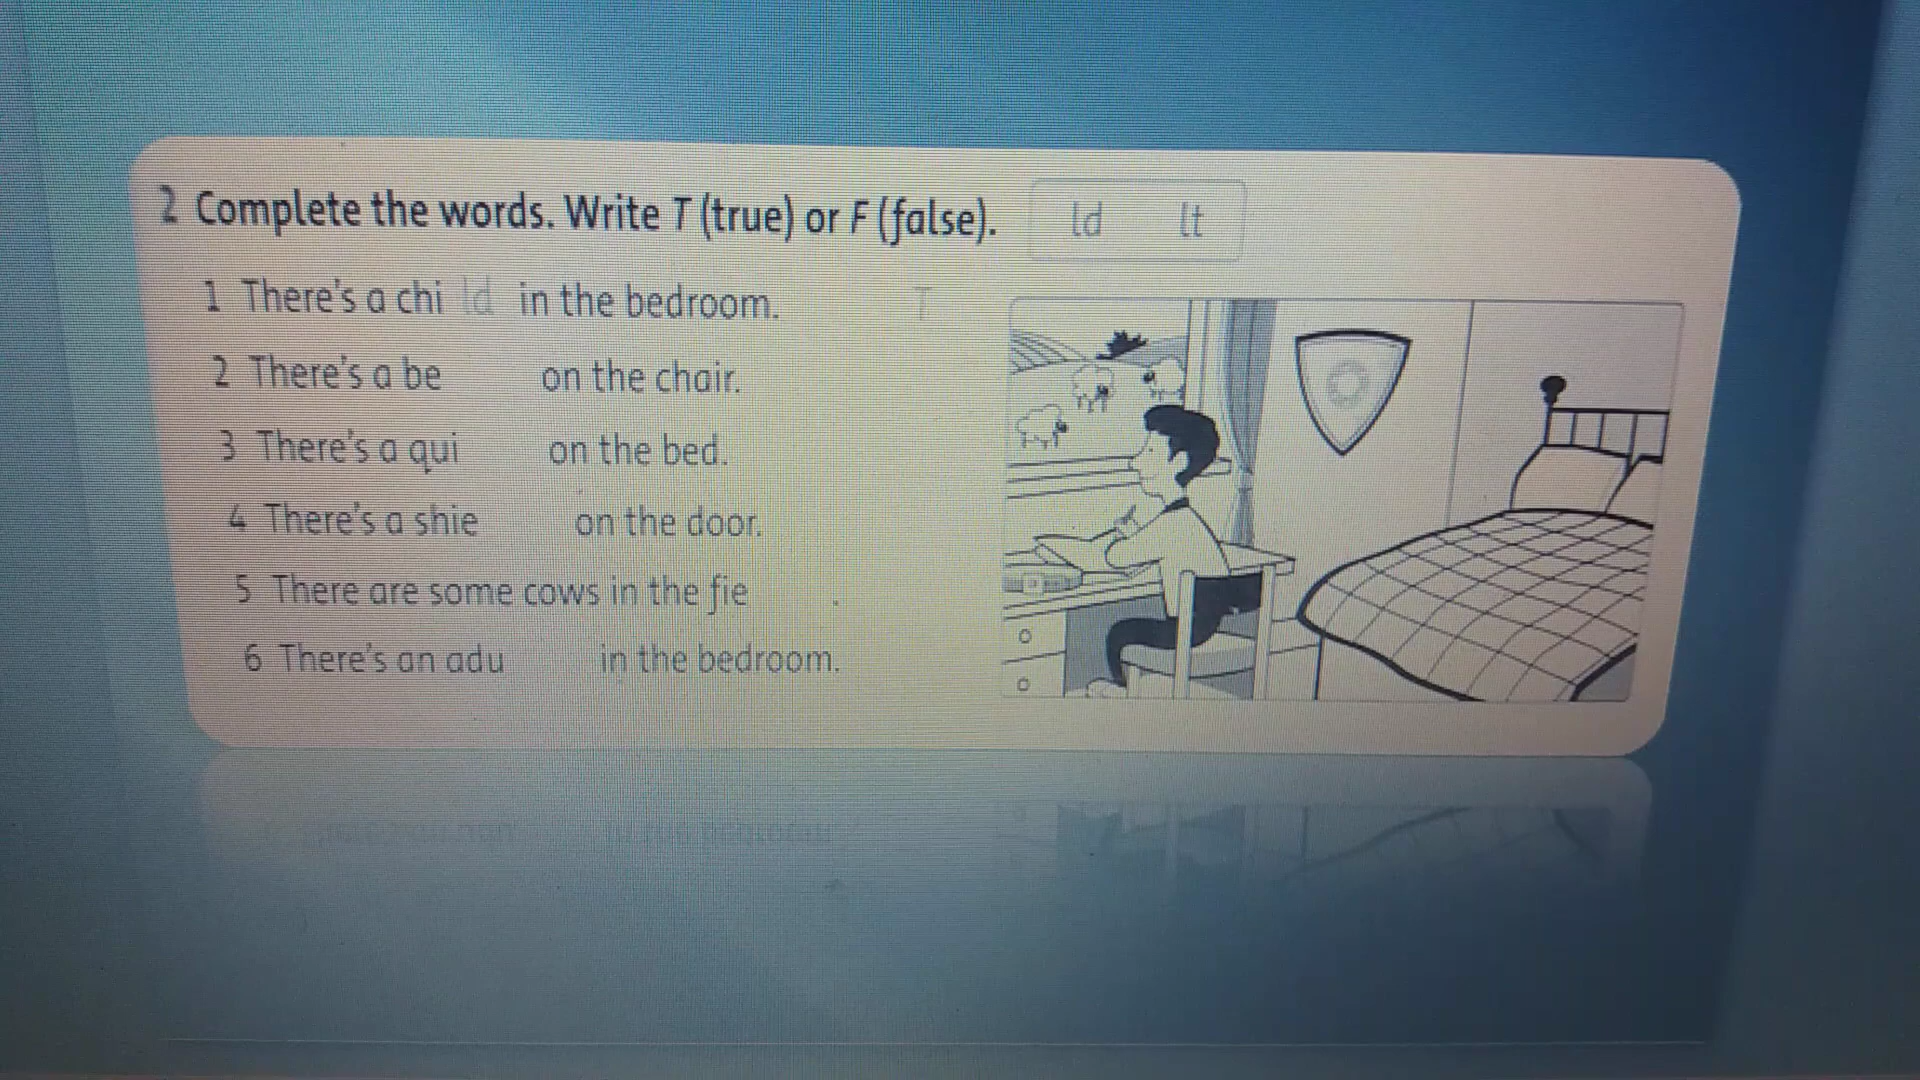 2 Complete the words. Write T (true) or F (false). ld lt
1 There's a chi ld in the bedroom. T
2 There's a be on the chair.
3 There's a qui on the bed.
4 There's a shie on the door.
5 There are some cows in the fie .
6 There's an adu in the bedroom.